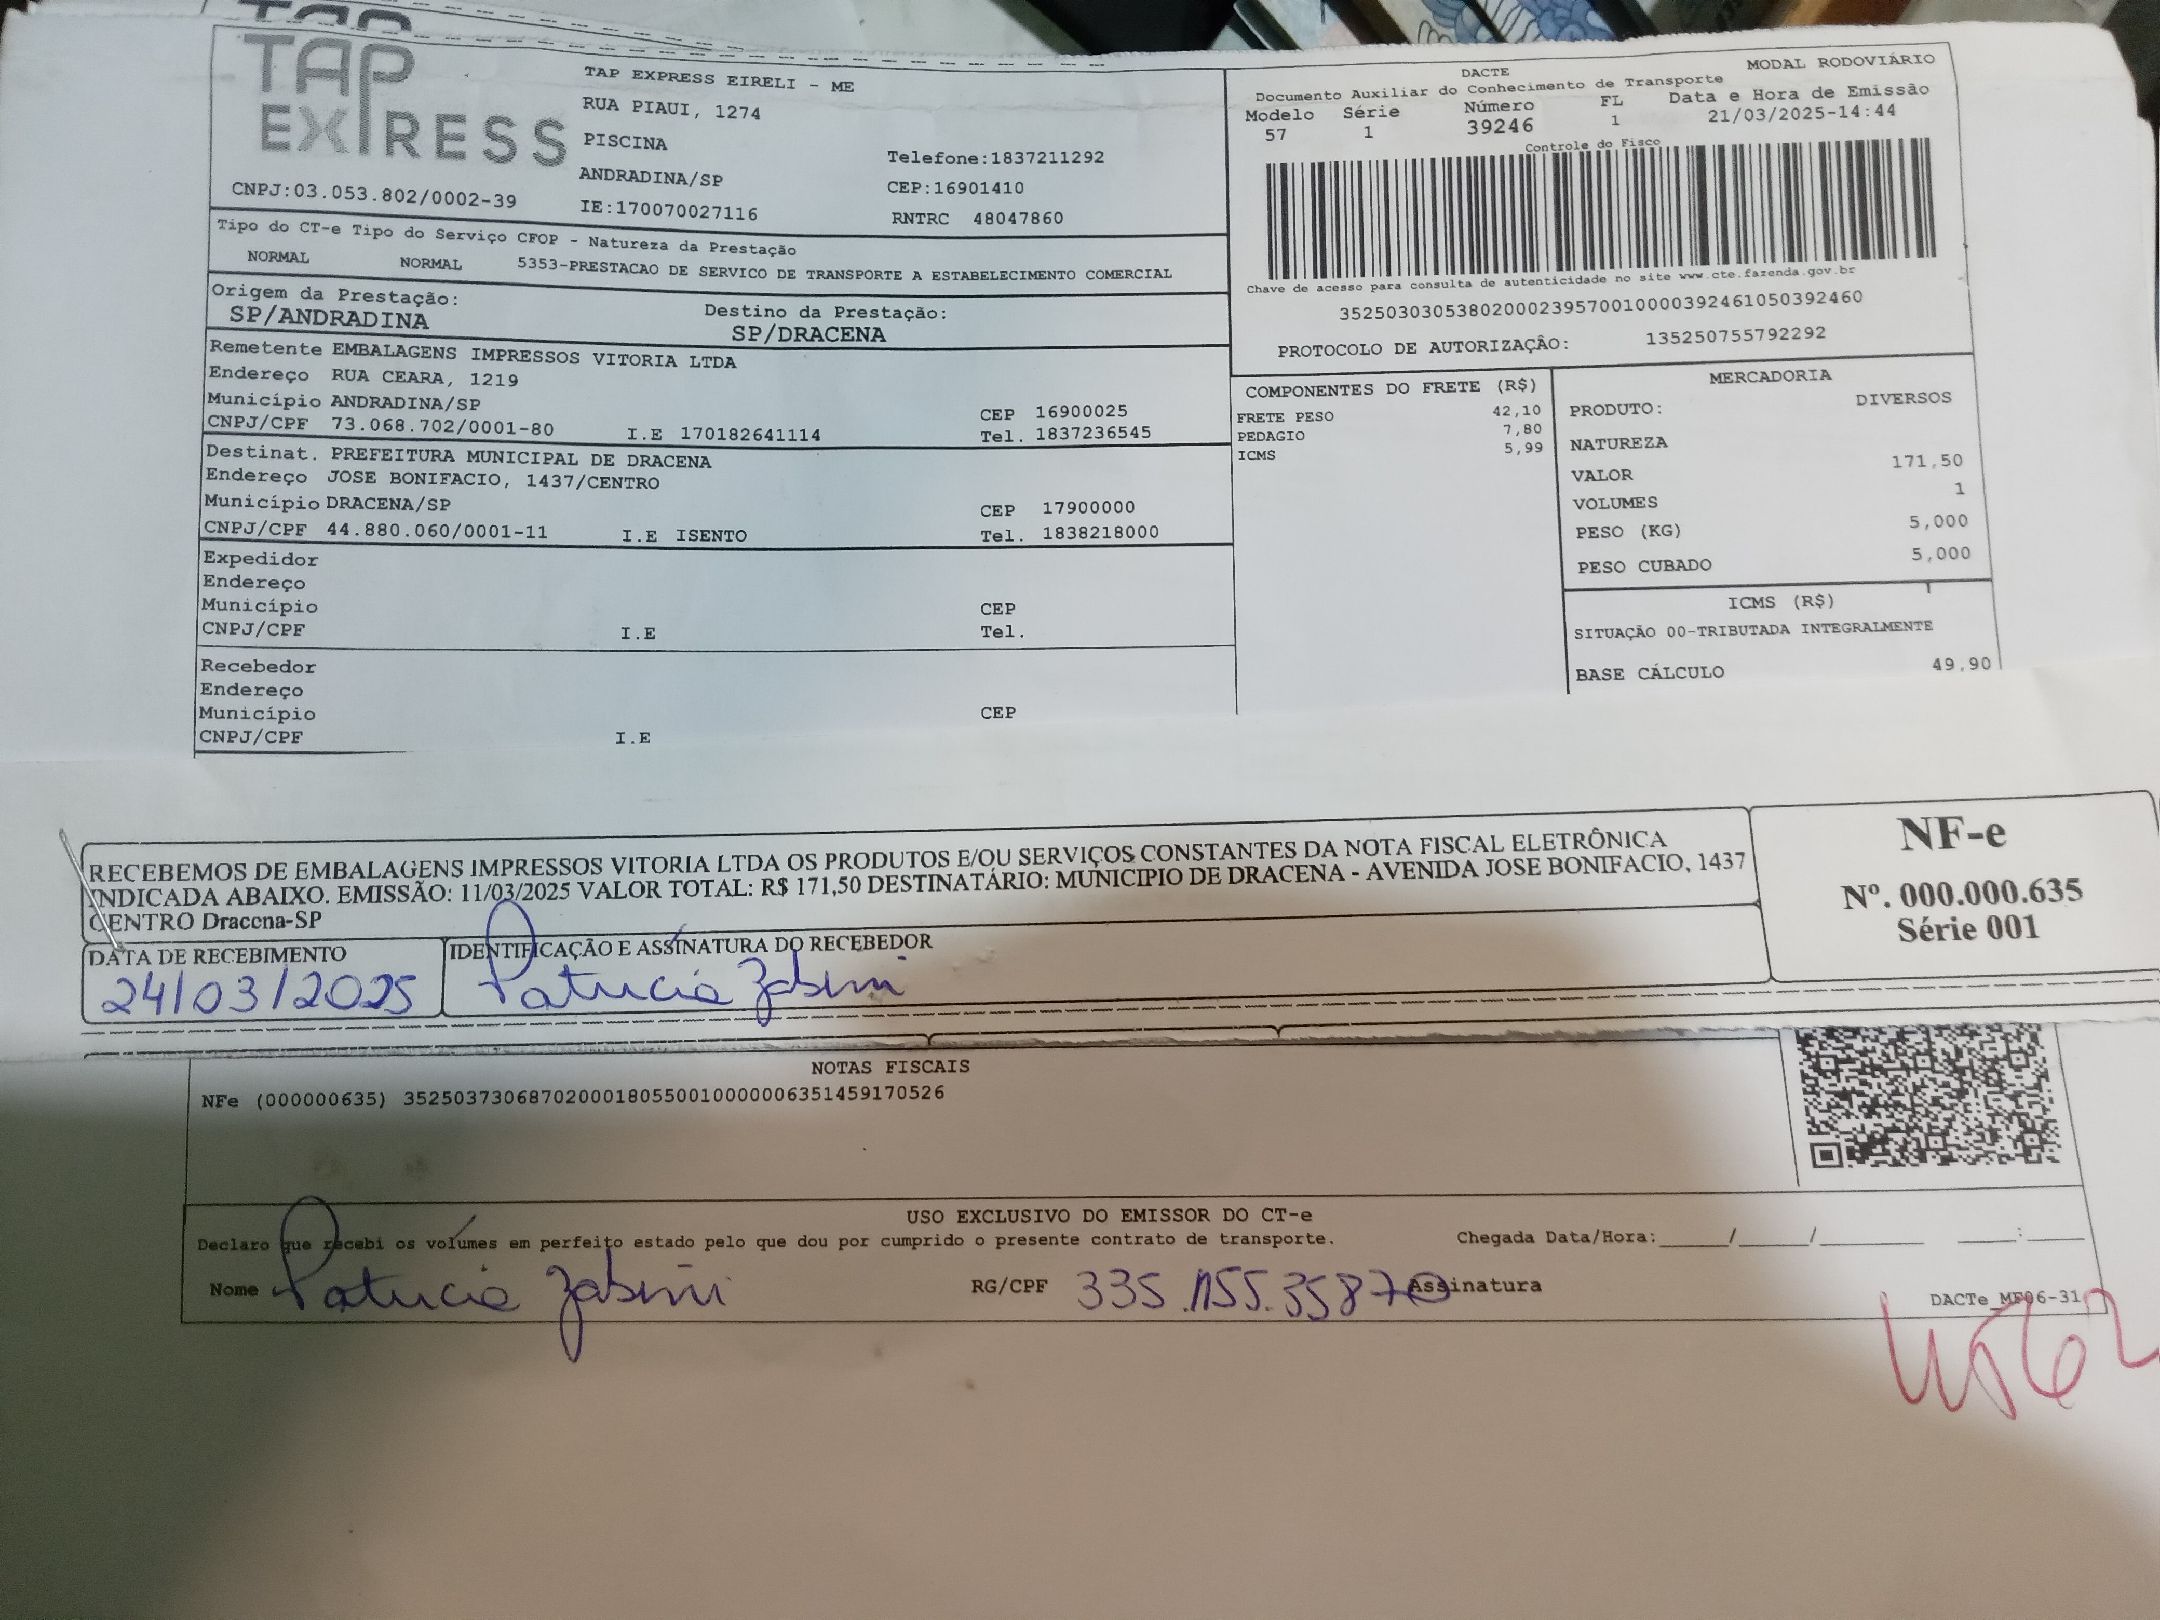 TAP
EXPRESS
TAP EXPRESS EIRELI - ME
RUA PIAUI, 1274
PISCINA
ANDRADINA/SP
IE:170070027116
Telefone:1837211292
CEP:16901410
RNTRC 48047860
CNPJ:03.053.802/0002-39
DACTE
MODAL RODOVIÁRIO
Documento Auxiliar do Conhecimento de Transporte
Modelo Série Número FL Data e Hora de Emissão
57 1 39246 1 21/03/2025-14:44
Controle do Fisco
Chave de acesso para consulta de autenticidade no site www.cte.fazenda.gov.br
35250303053802000239570010000392461050392460
PROTOCOLO DE AUTORIZAÇÃO: 135250755792292
Tipo do CT-e Tipo do Serviço CFOP - Natureza da Prestação
NORMAL NORMAL 5353-PRESTACAO DE SERVICO DE TRANSPORTE A ESTABELECIMENTO COMERCIAL
Origem da Prestação: Destino da Prestação:
SP/ANDRADINA SP/DRACENA
Remetente EMBALAGENS IMPRESSOS VITORIA LTDA
Endereço RUA CEARA, 1219
Município ANDRADINA/SP CEP 16900025
CNPJ/CPF 73.068.702/0001-80 I.E 170182641114 Tel. 1837236545
Destinat. PREFEITURA MUNICIPAL DE DRACENA
Endereço JOSE BONIFACIO, 1437/CENTRO
Município DRACENA/SP CEP 17900000
CNPJ/CPF 44.880.060/0001-11 I.E ISENTO Tel. 1838218000
Expedidor
Endereço
Município CEP
CNPJ/CPF I.E Tel.
Recebedor
Endereço
Município CEP
CNPJ/CPF I.E
COMPONENTES DO FRETE (R$)
FRETE PESO 42,10
PEDAGIO 7,80
ICMS 5,99
MERCADORIA
PRODUTO: DIVERSOS
NATUREZA
VALOR 171,50
VOLUMES 1
PESO (KG) 5,000
PESO CUBADO 5,000
ICMS (R$)
SITUAÇÃO 00-TRIBUTADA INTEGRALMENTE
BASE CÁLCULO 49,90
RECEBEMOS DE EMBALAGENS IMPRESSOS VITORIA LTDA OS PRODUTOS E/OU SERVIÇOS CONSTANTES DA NOTA FISCAL ELETRÔNICA
INDICADA ABAIXO. EMISSÃO: 11/03/2025 VALOR TOTAL: R$ 171,50 DESTINATÁRIO: MUNICIPIO DE DRACENA - AVENIDA JOSE BONIFACIO, 1437
CENTRO Dracena-SP
NF-e
Nº. 000.000.635
Série 001
DATA DE RECEBIMENTO IDENTIFICAÇÃO E ASSINATURA DO RECEBEDOR
24/03/2025 Patrícia Zabini
NOTAS FISCAIS
NFe (000000635) 35250373068702000180550010000006351459170526
USO EXCLUSIVO DO EMISSOR DO CT-e
Declaro que recebi os volumes em perfeito estado pelo que dou por cumprido o presente contrato de transporte. Chegada Data/Hora:_____/_____/________ ____:____
Nome Patrícia Zabini RG/CPF Assinatura
DACTe_MF06-31